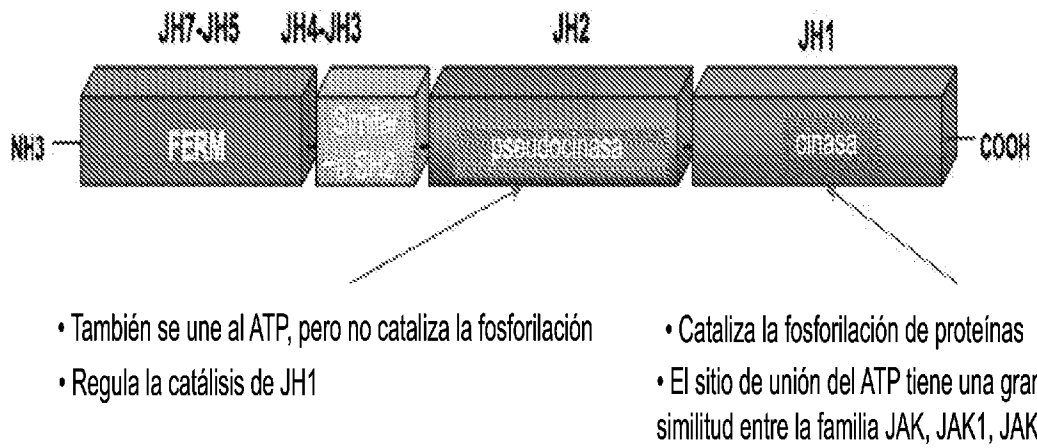 JH7-JH5 JH4-JH3 JH2 JH1
NH3 FERM Similar a SH2 pseudocinasa cinasa COOH
• También se une al ATP, pero no cataliza la fosforilación
• Regula la catálisis de JH1
• Cataliza la fosforilación de proteínas
• El sitio de unión del ATP tiene una gran
similitud entre la familia JAK, JAK1, JAK